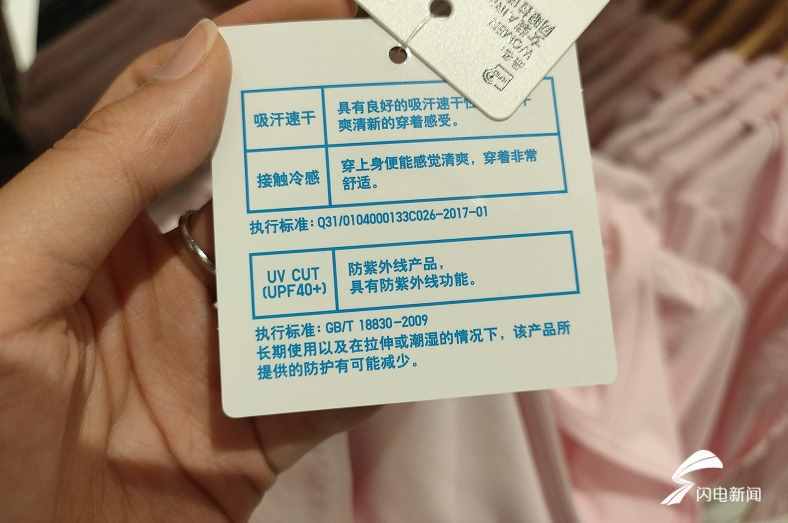 吸汗速干
具有良好的吸汗速干
爽清新的穿着感受。
接触冷感
穿上身便能感觉清爽，穿着非常
舒适。
执行标准：Q31/0104000133C026-2017-01
UV CUT
(UPF40+)
防紫外线产品，
具有防紫外线功能。
执行标准：GB/T 18830-2009
长期使用以及在拉伸或潮湿的情况下，该产品所
提供的防护有可能减少。
闪电新闻